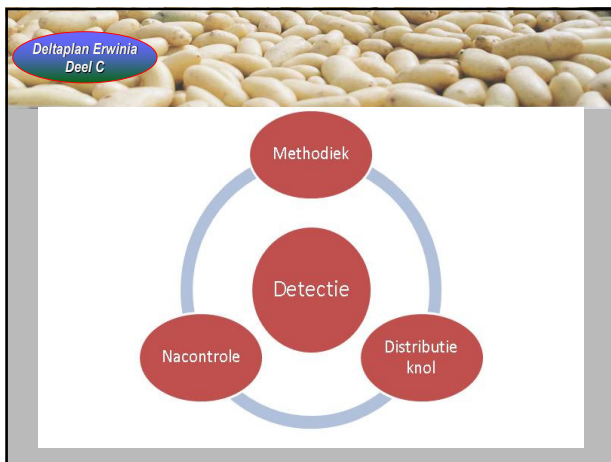 Deltaplan Erwinia
Deel C
Methodiek
Detectie
Nacontrole
Distributie
knol